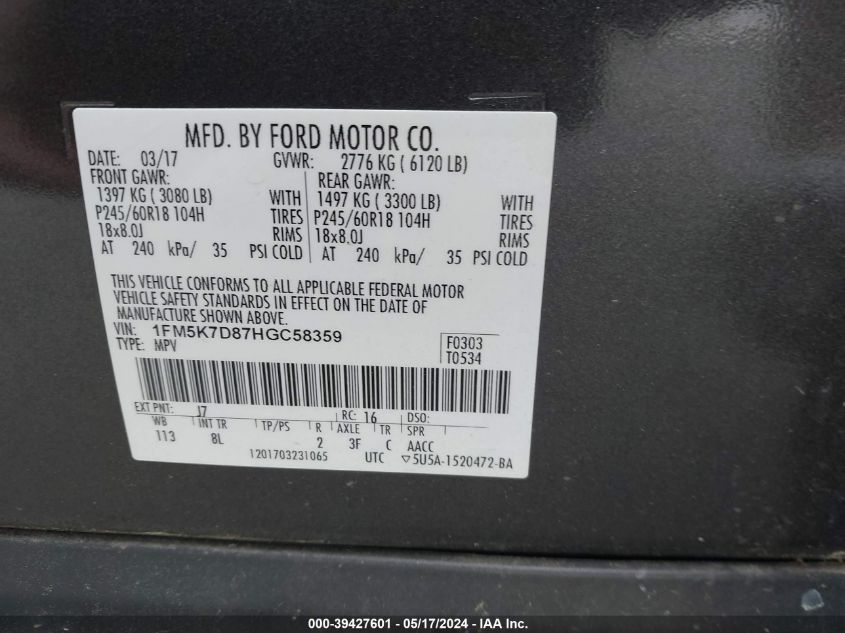 MFD. BY FORD MOTOR CO.
DATE: 03/17 GVWR: 2776 KG ( 6120 LB)
FRONT GAWR: REAR GAWR:
1397 KG ( 3080 LB) WITH 1497 KG ( 3300 LB) WITH
P245/60R18 104H TIRES P245/60R18 104H TIRES
18x8.0J RIMS 18x8.0J RIMS
AT 240 kPa/ 35 PSI COLD AT 240 kPa/ 35 PSI COLD
THIS VEHICLE CONFORMS TO ALL APPLICABLE FEDERAL MOTOR
VEHICLE SAFETY STANDARDS IN EFFECT ON THE DATE OF
MANUFACTURE SHOWN ABOVE.
VIN: 1FM5K7D87HGC58359 F0303
TYPE: MPV T0534
EXT PNT: J7 RC: 16 DSO:
WB INT TR TP/PS R AXLE TR SPR
113 8L 2 3F C AACC
1201703231065 UTC ▽5U5A-1520472-BA
000-39427601 - 05/17/2024 - IAA Inc.